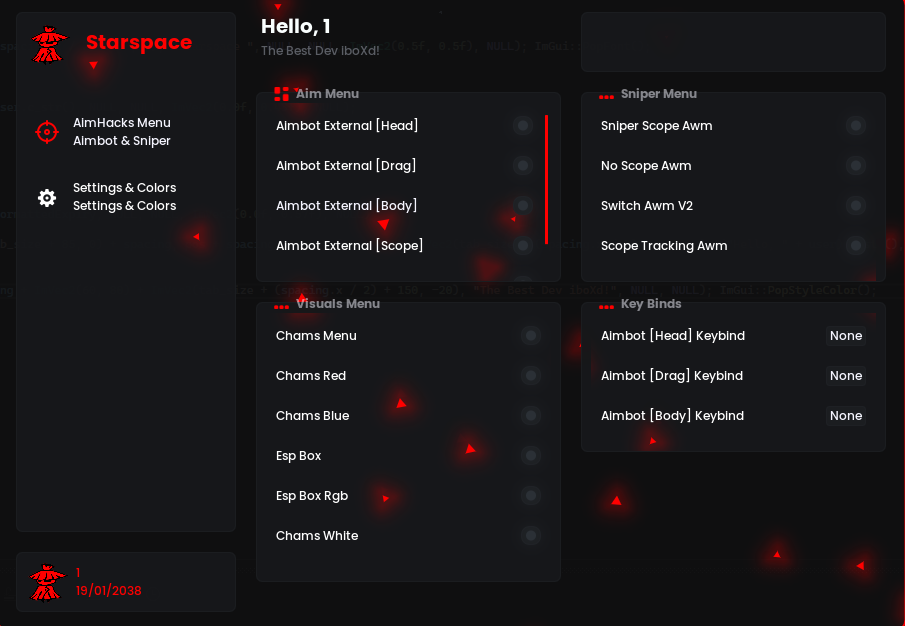 Starspace
AimHacks Menu
Aimbot & Sniper
Settings & Colors
Settings & Colors
1
19/01/2038
Hello, 1
The Best Dev IboXd!
Aim Menu
Aimbot External [Head]
Aimbot External [Drag]
Aimbot External [Body]
Aimbot External [Scope]
Visuals Menu
Chams Menu
Chams Red
Chams Blue
Esp Box
Esp Box Rgb
Chams White
Sniper Menu
Sniper Scope Awm
No Scope Awm
Switch Awm V2
Scope Tracking Awm
Key Binds
Aimbot [Head] Keybind None
Aimbot [Drag] Keybind None
Aimbot [Body] Keybind None